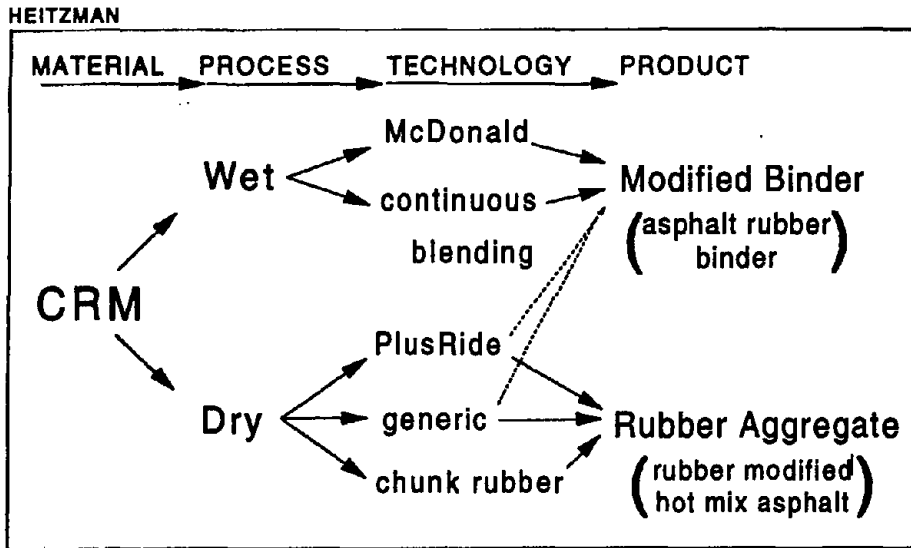 HEITZMAN
MATERIAL PROCESS TECHNOLOGY PRODUCT
McDonald
Wet
continuous
blending
Modified Binder
(asphalt rubber
binder)
CRM
PlusRide
Dry
generic
chunk rubber
Rubber Aggregate
(rubber modified
hot mix asphalt)